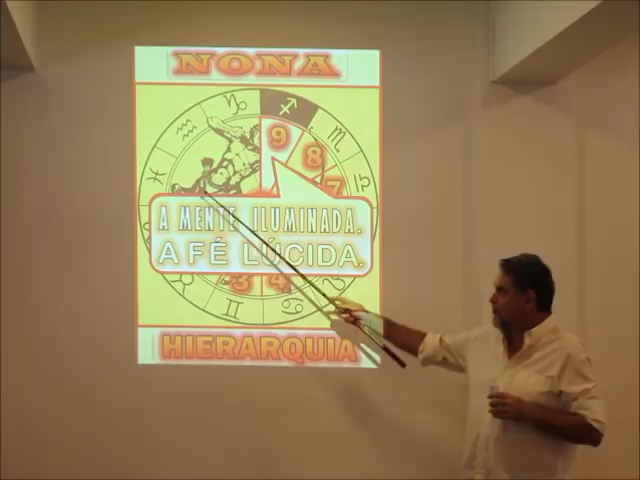 NONA
9
8
7
A MENTE ILUMINADA.
A FÉ LÚCIDA.
3 4
HIERARQUIA